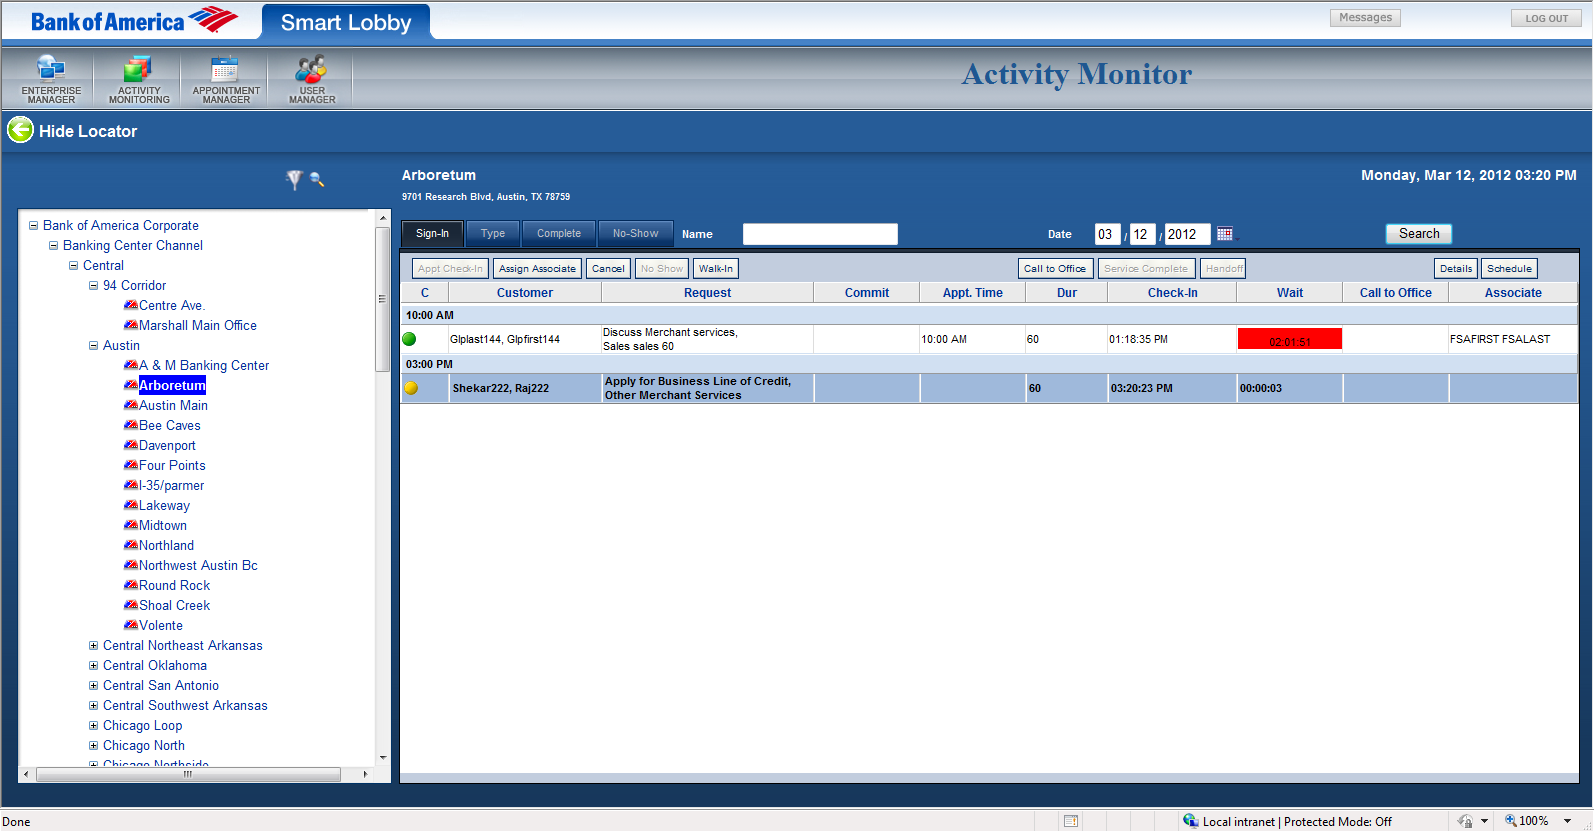 Bank of America
Smart Lobby
Messages
LOG OUT
ENTERPRISE
MANAGER
ACTIVITY
MONITORING
APPOINTMENT
MANAGER
USER
MANAGER
Activity Monitor
Hide Locator
Arboretum
Monday, Mar 12, 2012 03:20 PM
9701 Research Blvd, Austin, TX 78759
Bank of America Corporate
Banking Center Channel
Central
94 Corridor
Centre Ave.
Marshall Main Office
Austin
A & M Banking Center
Arboretum
Austin Main
Bee Caves
Davenport
Four Points
I-35/parmer
Lakeway
Midtown
Northland
Northwest Austin Bc
Round Rock
Shoal Creek
Volente
Central Northeast Arkansas
Central Oklahoma
Central San Antonio
Central Southwest Arkansas
Chicago Loop
Chicago North
Chicago Northside
Sign-In Type Complete No-Show Name Date 03 / 12 / 2012 Search
Appt Check-In Assign Associate Cancel No Show Walk-In Call to Office Service Complete Handoff Details Schedule
C Customer Request Commit Appt. Time Dur Check-In Wait Call to Office Associate
10:00 AM
Glplast144, Glpfirst144 Discuss Merchant services, 10:00 AM 60 01:18:35 PM 02:01:51 FSAFIRST FSALAST
Sales sales 60
03:00 PM
Shekar222, Raj222 Apply for Business Line of Credit, 60 03:20:23 PM 00:00:03
Other Merchant Services
Done
Local intranet | Protected Mode: Off
100%